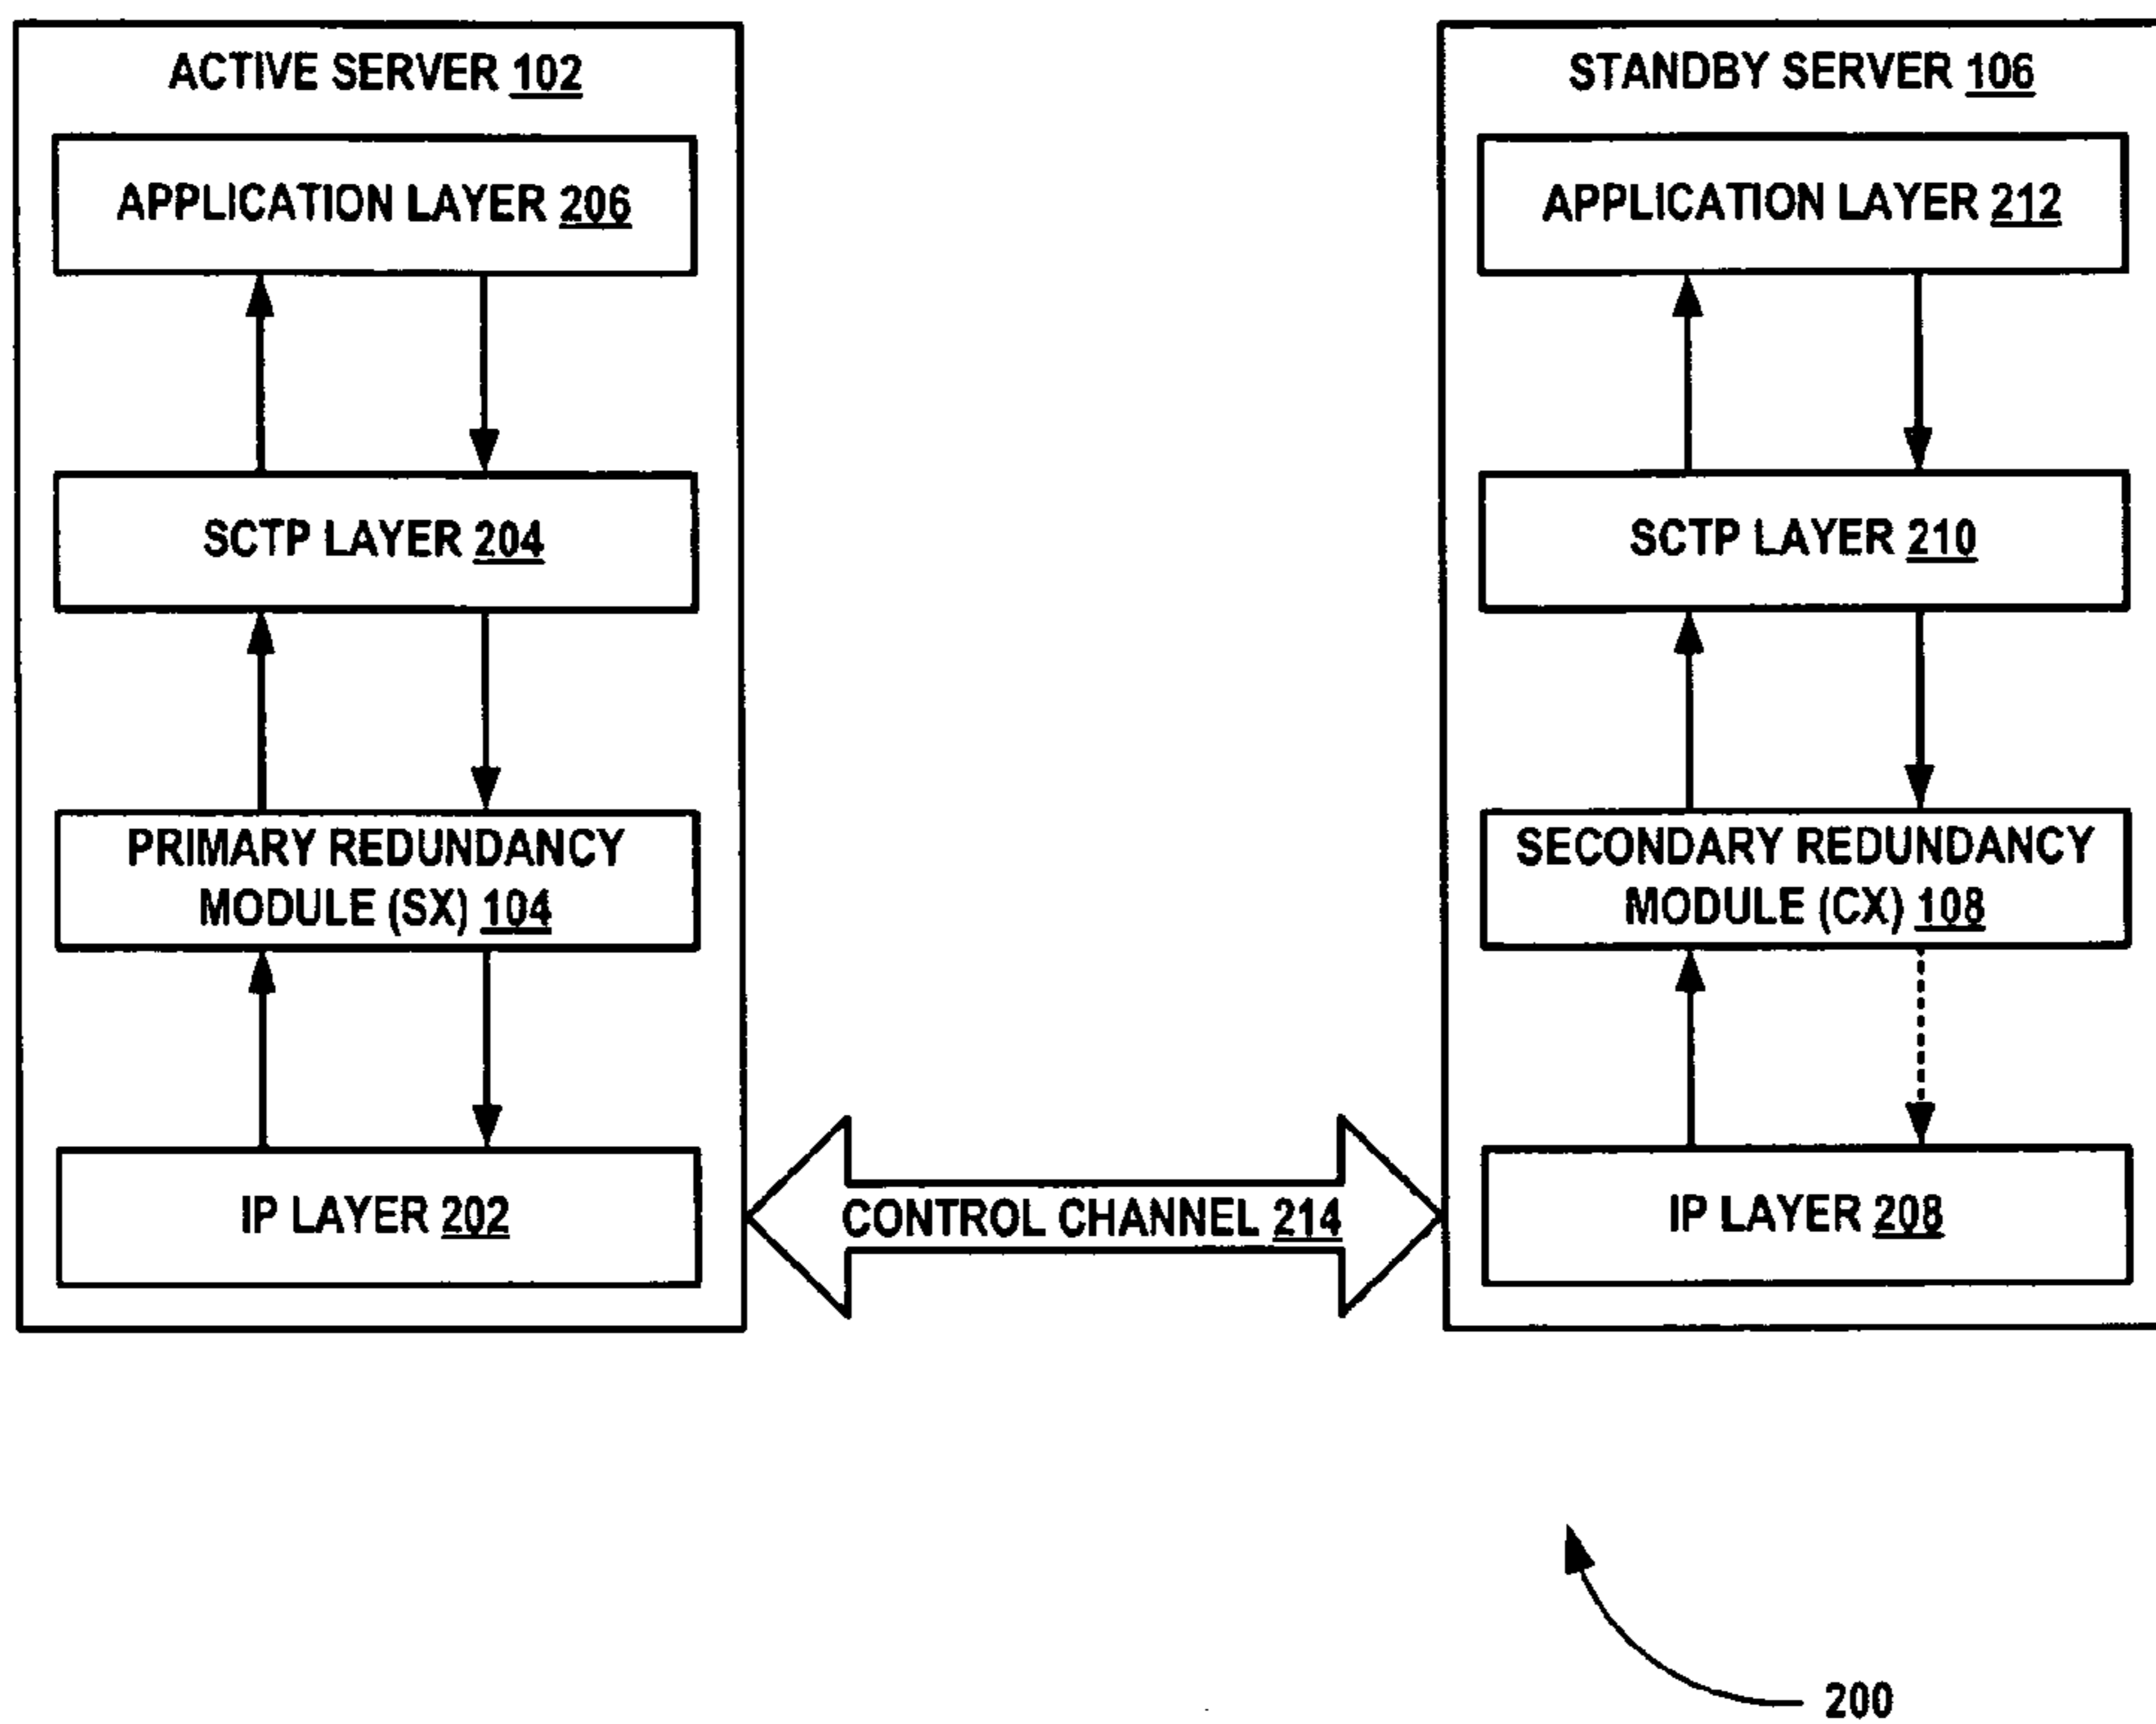 ACTIVE SERVER 102
APPLICATION LAYER 206
SCTP LAYER 204
PRIMARY REDUNDANCY
MODULE (SX) 104
IP LAYER 202
CONTROL CHANNEL 214
STANDBY SERVER 106
APPLICATION LAYER 212
SCTP LAYER 210
SECONDARY REDUNDANCY
MODULE (CX) 108
IP LAYER 208
200